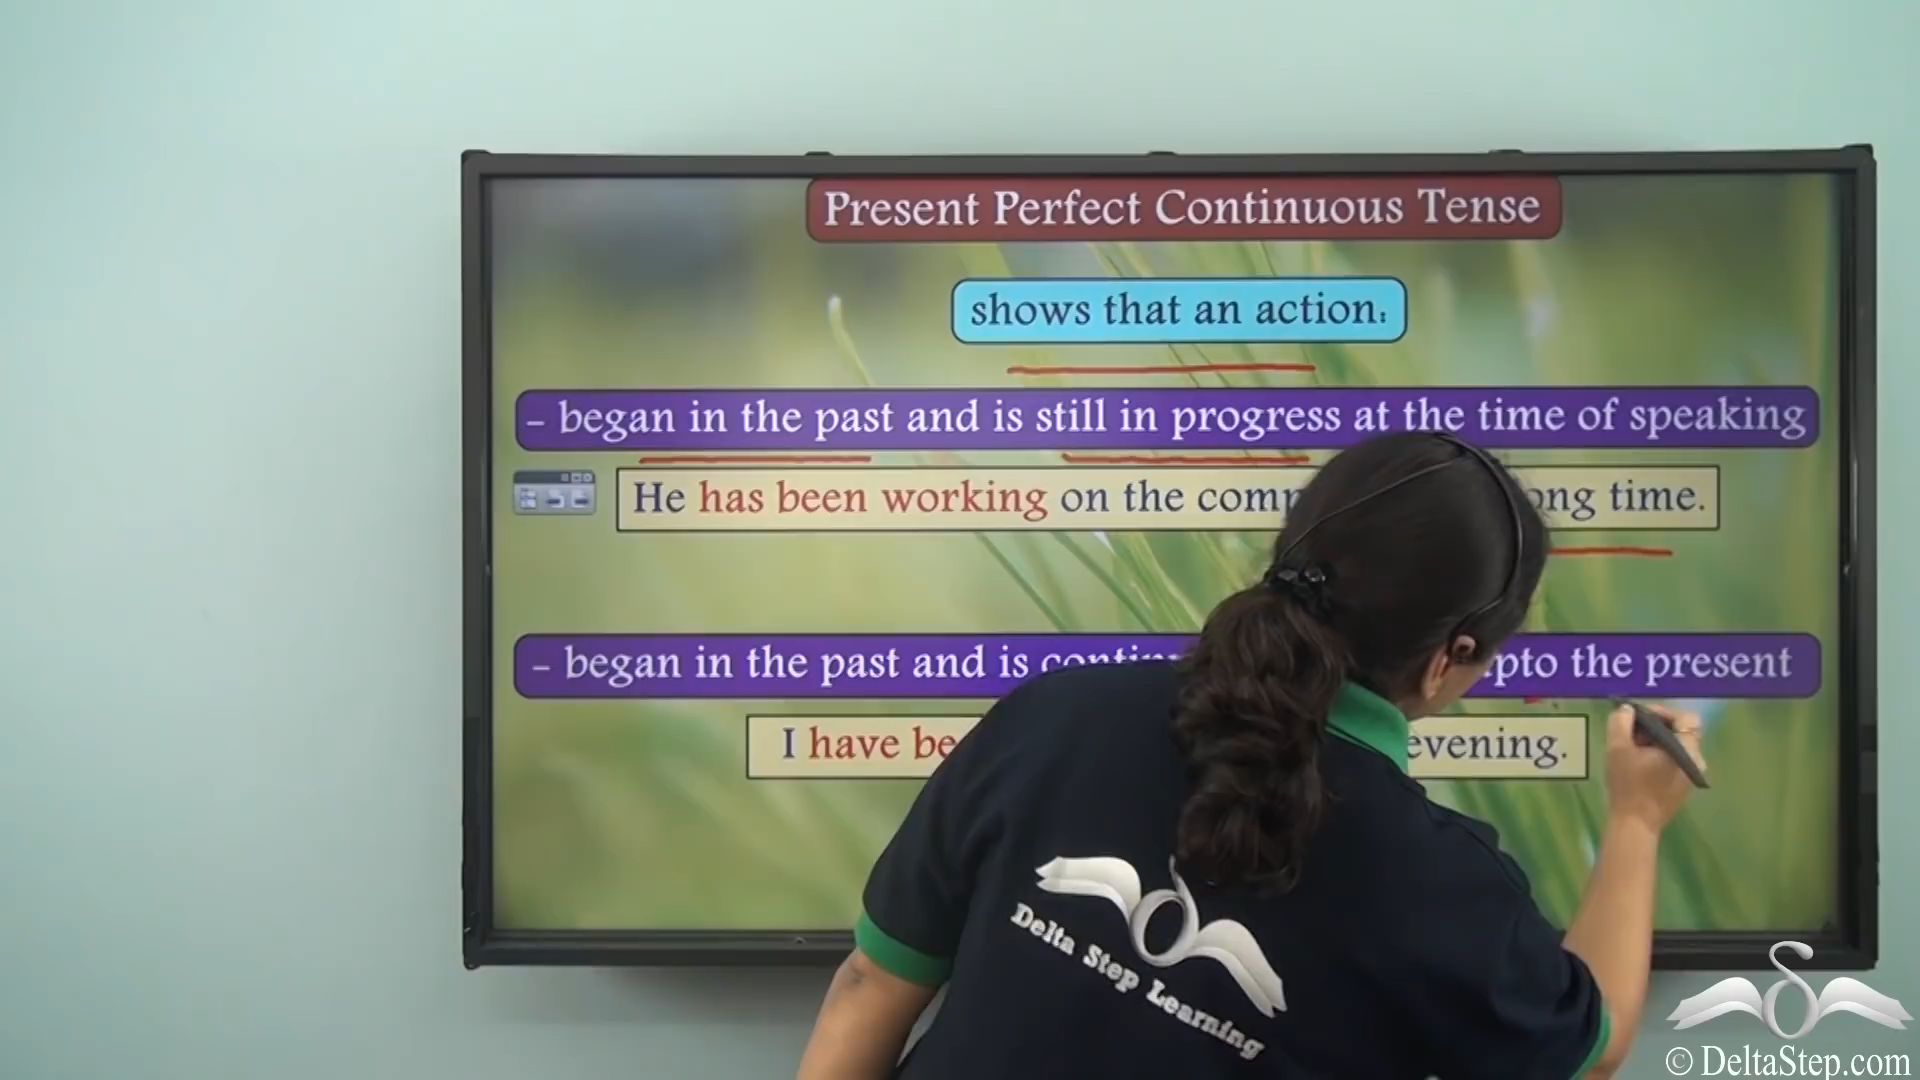 Present Perfect Continuous Tense
shows that an action:
- began in the past and is still in progress at the time of speaking
He has been working on the comp ong time.
- began in the past and is continu pto the present
I have be evening.
Delta Step Learning
© DeltaStep.com